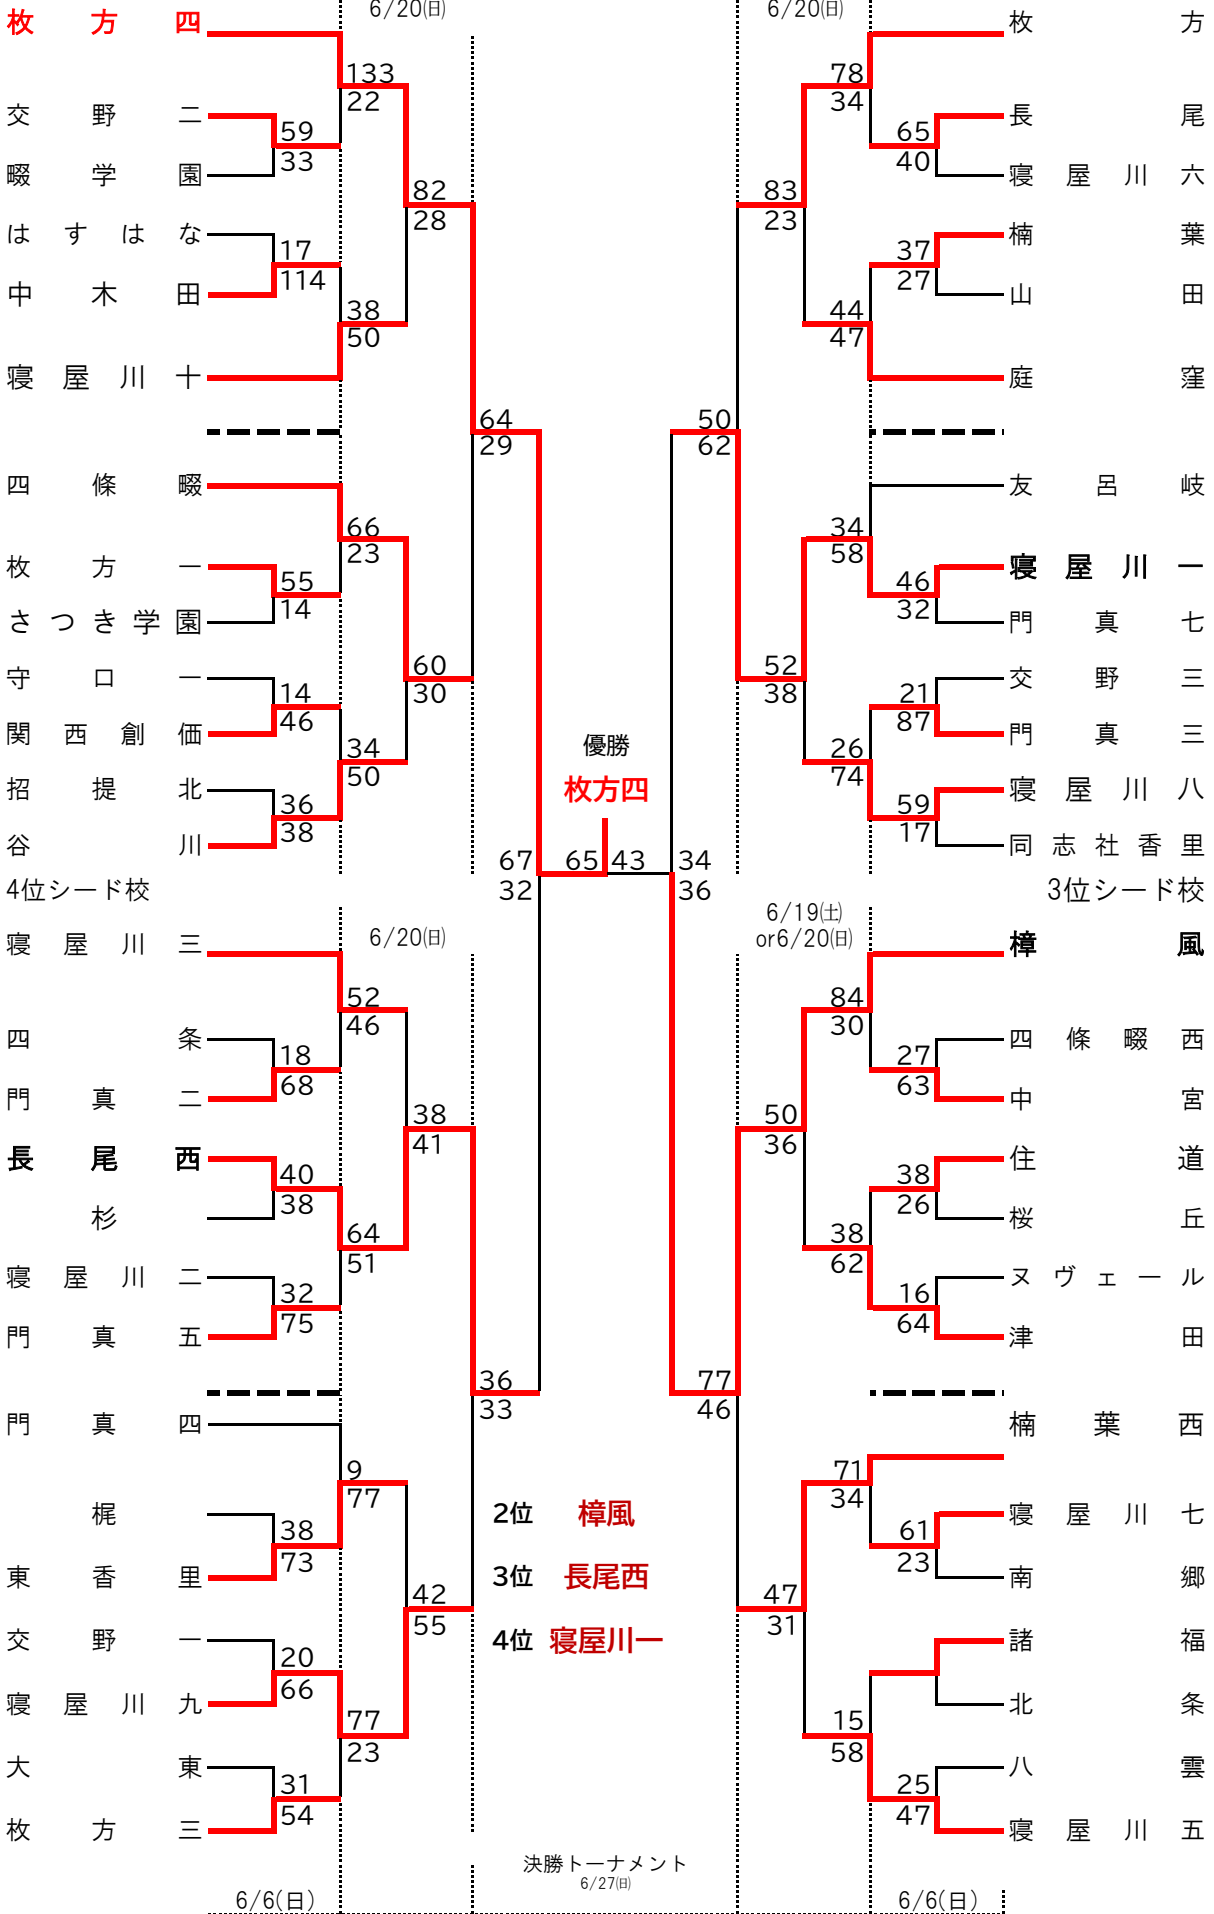 6/20㈰
6/20㈰
枚方四
133
22
交野二
59
33
畷学園
82
28
はすはな
17
114
中木田
38
50
寝屋川十
64
29
四條畷
66
23
枚方一
55
14
さつき学園
60
30
守口一
14
46
関西創価
34
50
招提北
36
38
谷川
4位シード校
枚方
78
34
長尾
65
40
寝屋川六
83
23
楠葉
37
27
山田
44
47
庭窪
50
62
友呂岐
34
58
寝屋川一
46
32
門真七
52
38
交野三
21
87
門真三
26
74
寝屋川八
59
17
同志社香里
3位シード校
優勝
枚方四
67
32
65
43
34
36
6/20㈰
6/19㈯
or6/20㈰
寝屋川三
52
46
四条
18
68
門真二
38
41
長尾西
40
38
杉
64
51
寝屋川二
32
75
門真五
36
33
門真四
9
77
梶
38
73
東香里
42
55
交野一
20
66
寝屋川九
77
23
大東
31
54
枚方三
樟風
84
30
四條畷西
27
63
中宮
50
36
住道
38
26
桜丘
38
62
ヌヴェール
16
64
津田
77
46
楠葉西
71
34
寝屋川七
61
23
南郷
47
31
諸福
北条
15
58
八雲
25
47
寝屋川五
2位 樟風
3位 長尾西
4位 寝屋川一
決勝トーナメント
6/27㈰
6/6(日)
6/6(日)